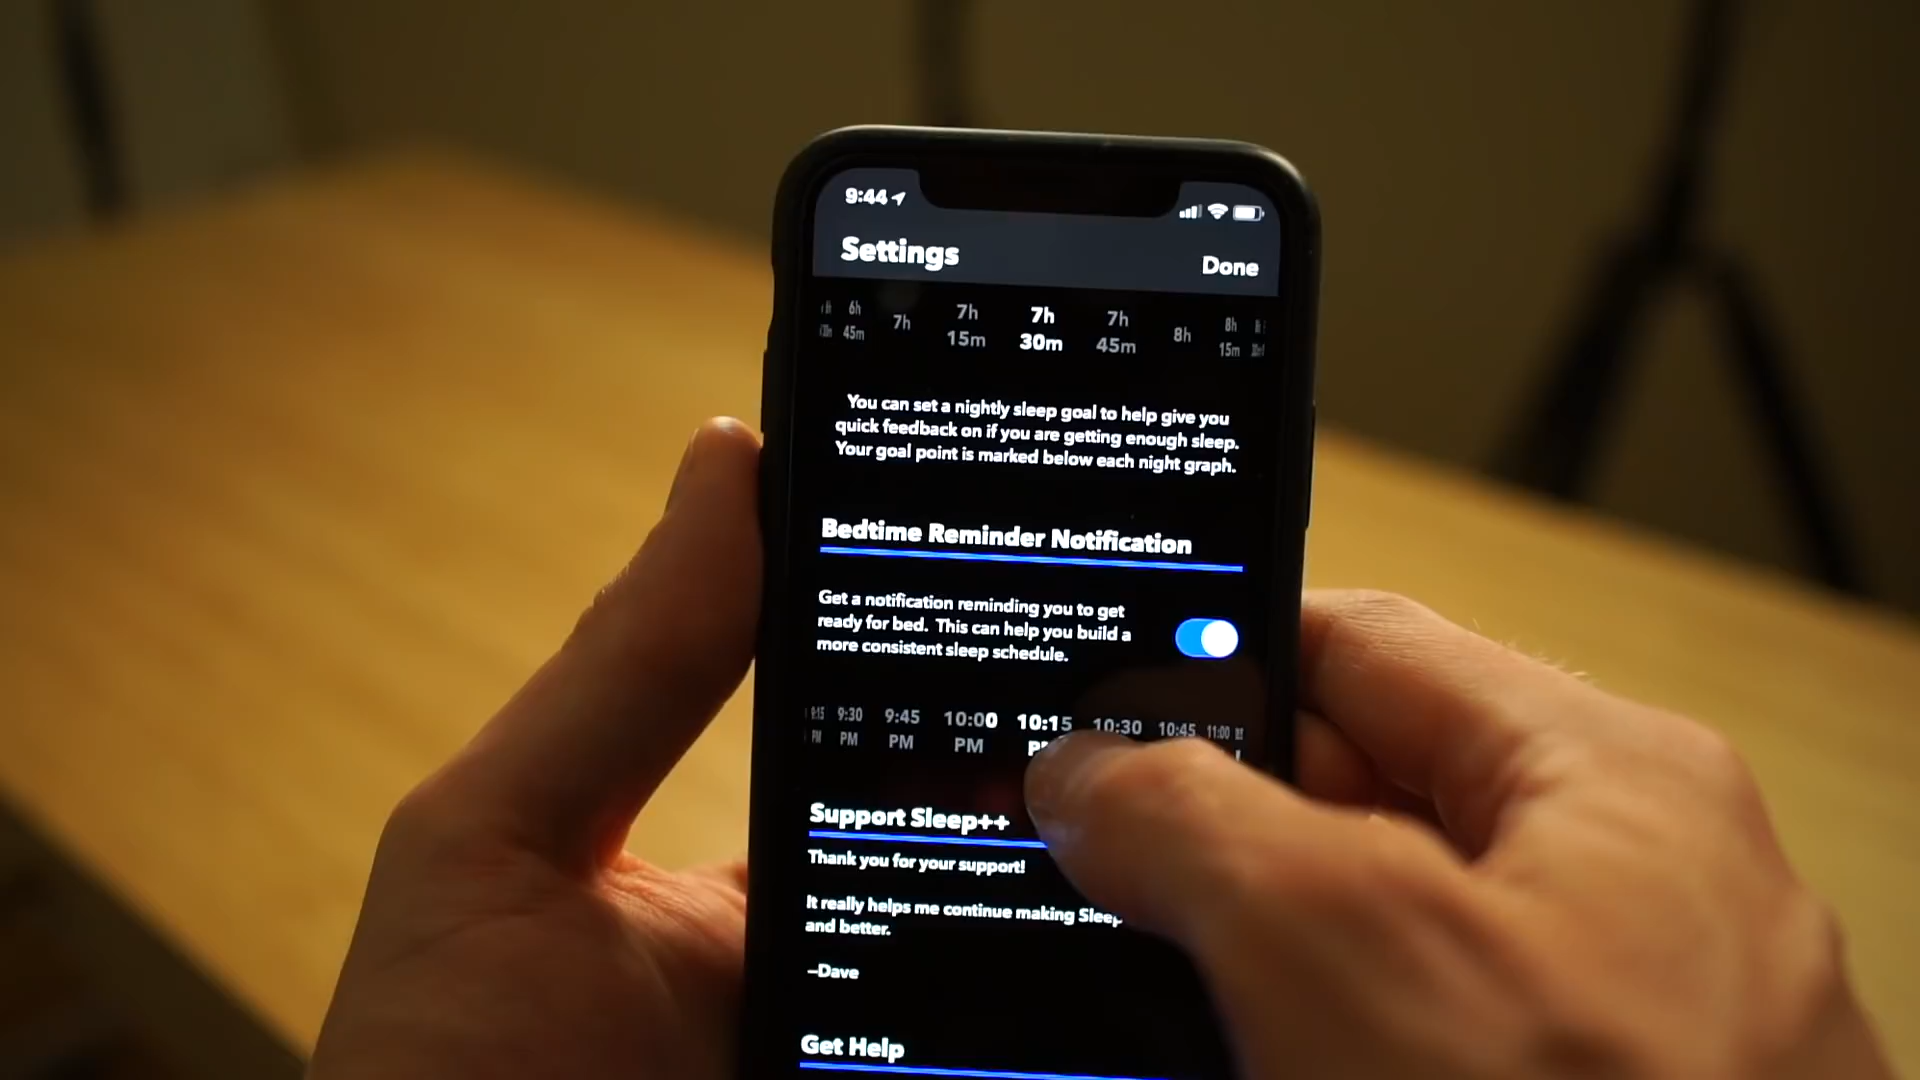 9:44
Settings
Done
6h 7h 7h 7h 7h 8h 8h
45m 15m 30m 45m 15m
You can set a nightly sleep goal to help give you
quick feedback on if you are getting enough sleep.
Your goal point is marked below each night graph.
Bedtime Reminder Notification
Get a notification reminding you to get
ready for bed. This can help you build a
more consistent sleep schedule.
9:15 9:30 9:45 10:00 10:15 10:30 10:45 11:00
PM PM PM PM
Support Sleep++
Thank you for your support!
It really helps me continue making Sleep
and better.
–Dave
Get Help